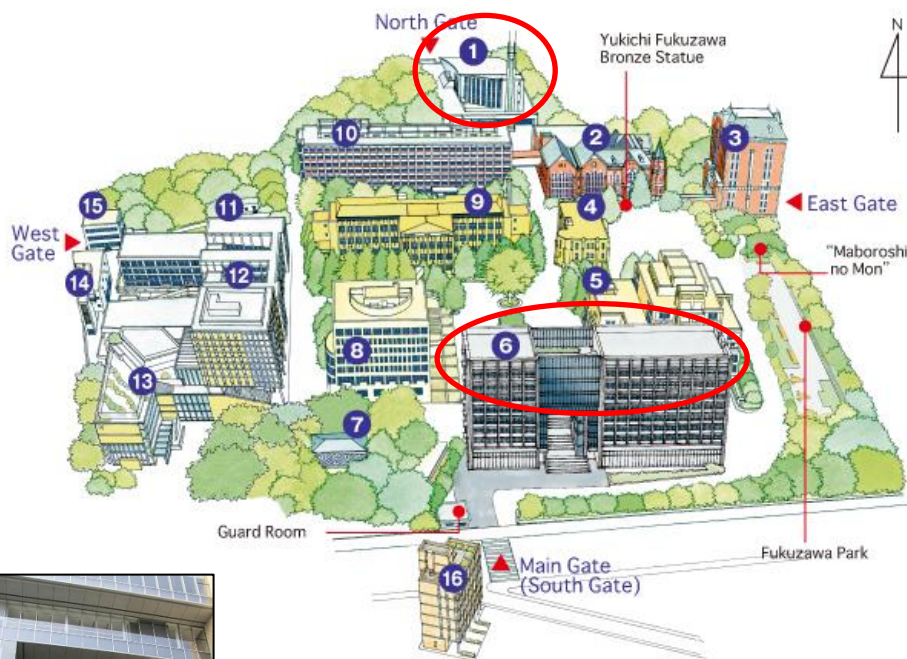 North Gate
1
Yukichi Fukuzawa
Bronze Statue
N
10
2
3
15
11
9
4
East Gate
West
Gate
"Maboroshi
no Mon"
14
12
5
6
8
13
7
Guard Room
Fukuzawa Park
16
Main Gate
(South Gate)